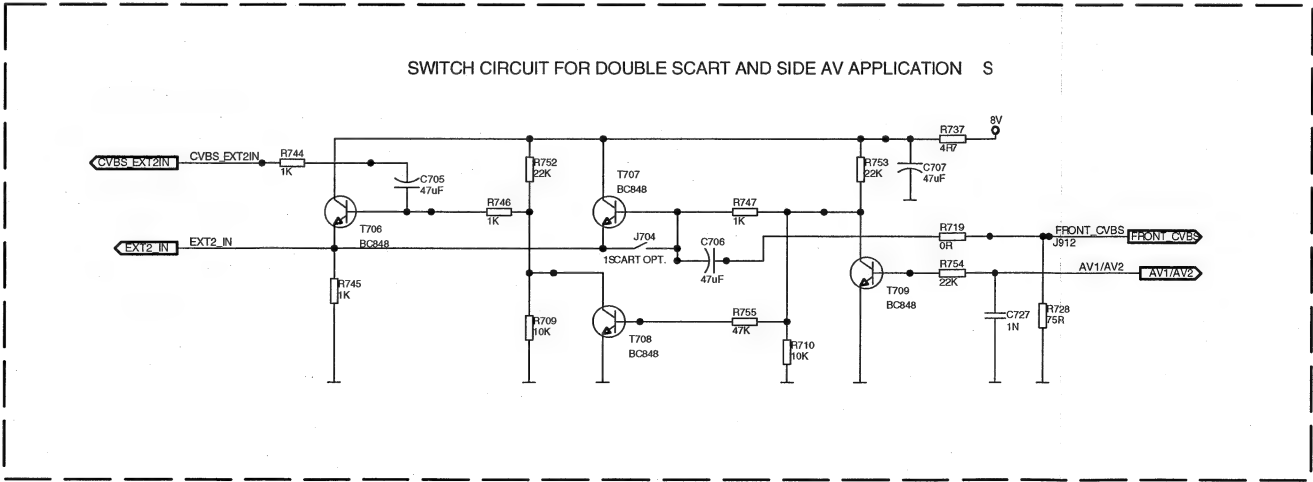 SWITCH CIRCUIT FOR DOUBLE SCART AND SIDE AV APPLICATION S
8V
R737
4R7
CVBS_EXT2IN
CVBS_EXT2IN
R744
1K
C705
47uF
R752
22K
T707
BC848
R753
22K
C707
47uF
R746
1K
R747
1K
T706
BC848
EXT2_IN
EXT2_IN
J704
1SCART OPT.
C706
47uF
R719
0R
FRONT_CVBS
FRONT_CVBS
J912
R745
1K
T709
BC848
R754
22K
AV1/AV2
AV1/AV2
R709
10K
T708
BC848
R755
47K
R710
10K
C727
1N
R728
75R